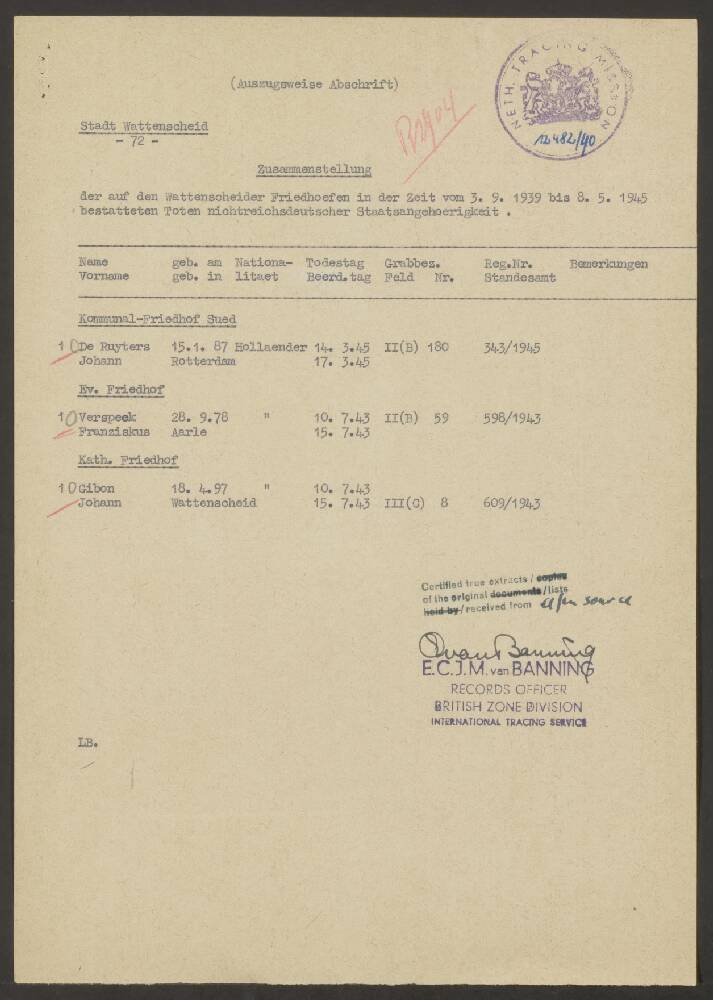 (Auszugsweise Abschrift)
NETH. TRACING MISSION
12482/40
R2904
Stadt Wattenscheid
- 72 -
Zusammenstellung
der auf den Wattenscheider Friedhoefen in der Zeit vom 3. 9. 1939 bis 8. 5. 1945
bestatteten Toten nichtreichsdeutscher Staatsangehoerigkeit .
Name geb. am Nationa- Todestag Grabbez. Reg.Nr. Bemerkungen
Vorname geb. in litaet Beerd.tag Feld Nr. Standesamt
Kommunal-Friedhof Sued
1 De Ruyters 15.1. 87 Hollaender 14. 3.45 II(B) 180 343/1945
Johann Rotterdam 17. 3.45
Ev. Friedhof
1 Verspeek 28. 9.78 " 10. 7.43 II(B) 59 598/1943
Franziskus Aarle 15. 7.43
Kath. Friedhof
1 Gibon 18. 4.97 " 10. 7.43
Johann Wattenscheid 15. 7.43 III(C) 8 609/1943
Certified true extracts / copies
of the original documents / lists
held by / received from a/m source
E.C.J.M. van BANNING
RECORDS OFFICER
BRITISH ZONE DIVISION
INTERNATIONAL TRACING SERVICE
LB.